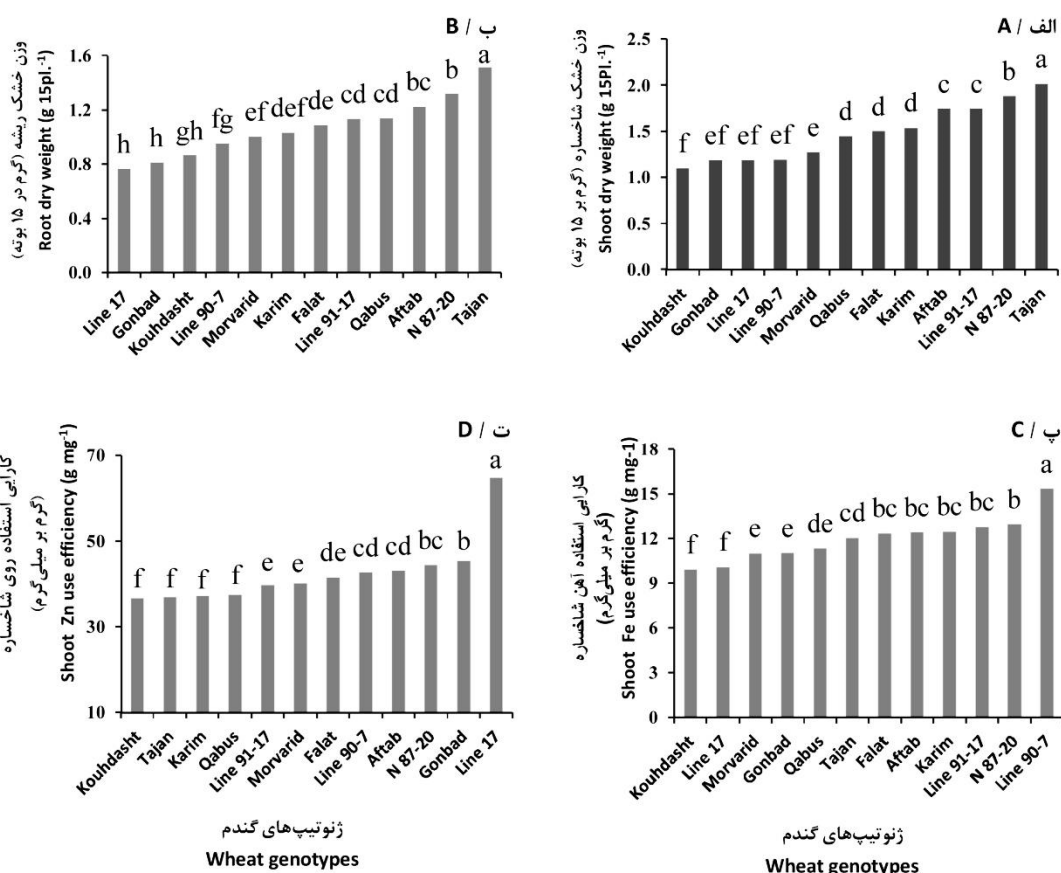 ب / B
وزن خشک ریشه (گرم در ۱۵ بوته)
Root dry weight (g 15pl.-1)
1.6
1.2
0.8
0.4
0.0
h h gh fg ef def de cd cd bc b a
Line 17
Gonbad
Kouhdasht
Line 90-7
Morvarid
Karim
Falat
Line 91-17
Qabus
Aftab
N 87-20
Tajan
الف / A
وزن خشک شاخساره (گرم بر ۱۵ بوته)
Shoot dry weight (g 15Pl.-1)
2.5
2.0
1.5
1.0
0.5
0.0
f ef ef ef e d d d c c b a
Kouhdasht
Gonbad
Line 17
Line 90-7
Morvarid
Qabus
Falat
Karim
Aftab
Line 91-17
N 87-20
Tajan
ت / D
کارایی استفاده روی شاخساره
(گرم بر میلی‌گرم)
Shoot Zn use efficiency (g mg-1)
70
50
30
10
f f f f e e de cd cd bc b a
Kouhdasht
Tajan
Karim
Qabus
Line 91-17
Morvarid
Falat
Line 90-7
Aftab
N 87-20
Gonbad
Line 17
ژنوتیپ‌های گندم
Wheat genotypes
پ / C
کارایی استفاده آهن شاخساره
(گرم بر میلی‌گرم)
Shoot Fe use efficiency (g mg-1)
18
15
12
9
6
3
0
f f e e de cd bc bc bc bc b a
Kouhdasht
Line 17
Morvarid
Gonbad
Qabus
Tajan
Falat
Aftab
Karim
Line 91-17
N 87-20
Line 90-7
ژنوتیپ‌های گندم
Wheat genotypes